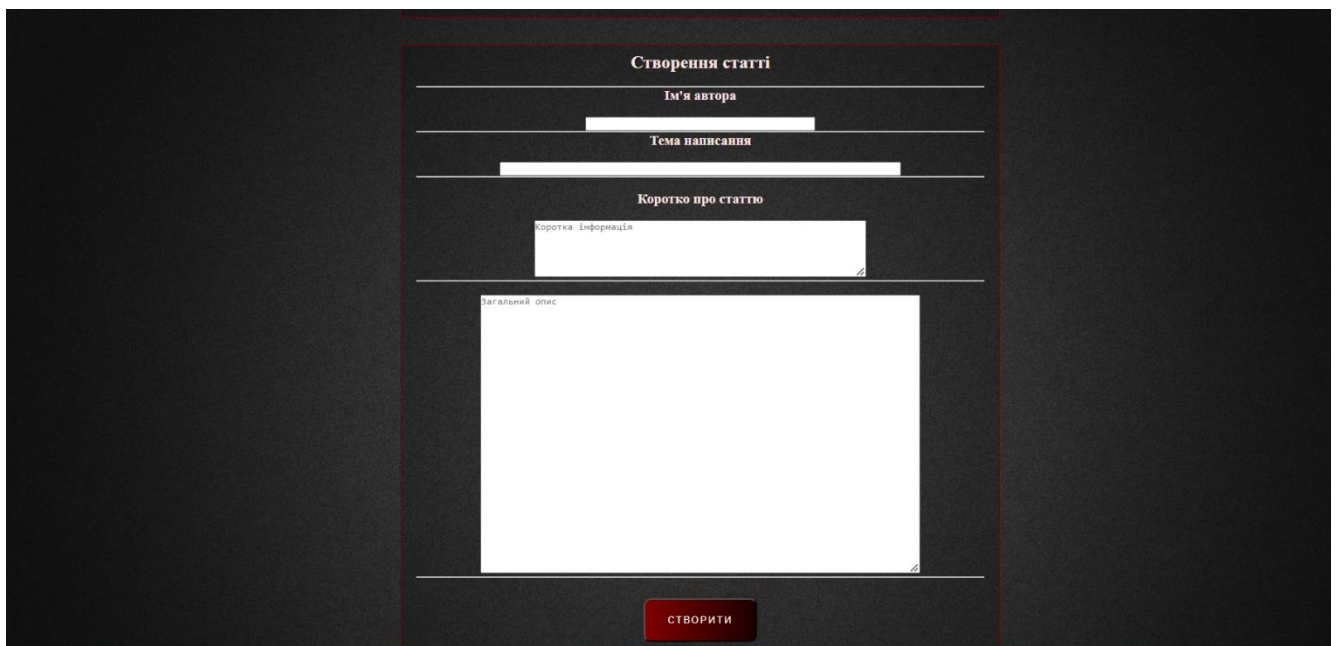 Створення статті
Ім'я автора
Тема написання
Коротко про статтю
Коротка інформація
Загальний опис
СТВОРИТИ